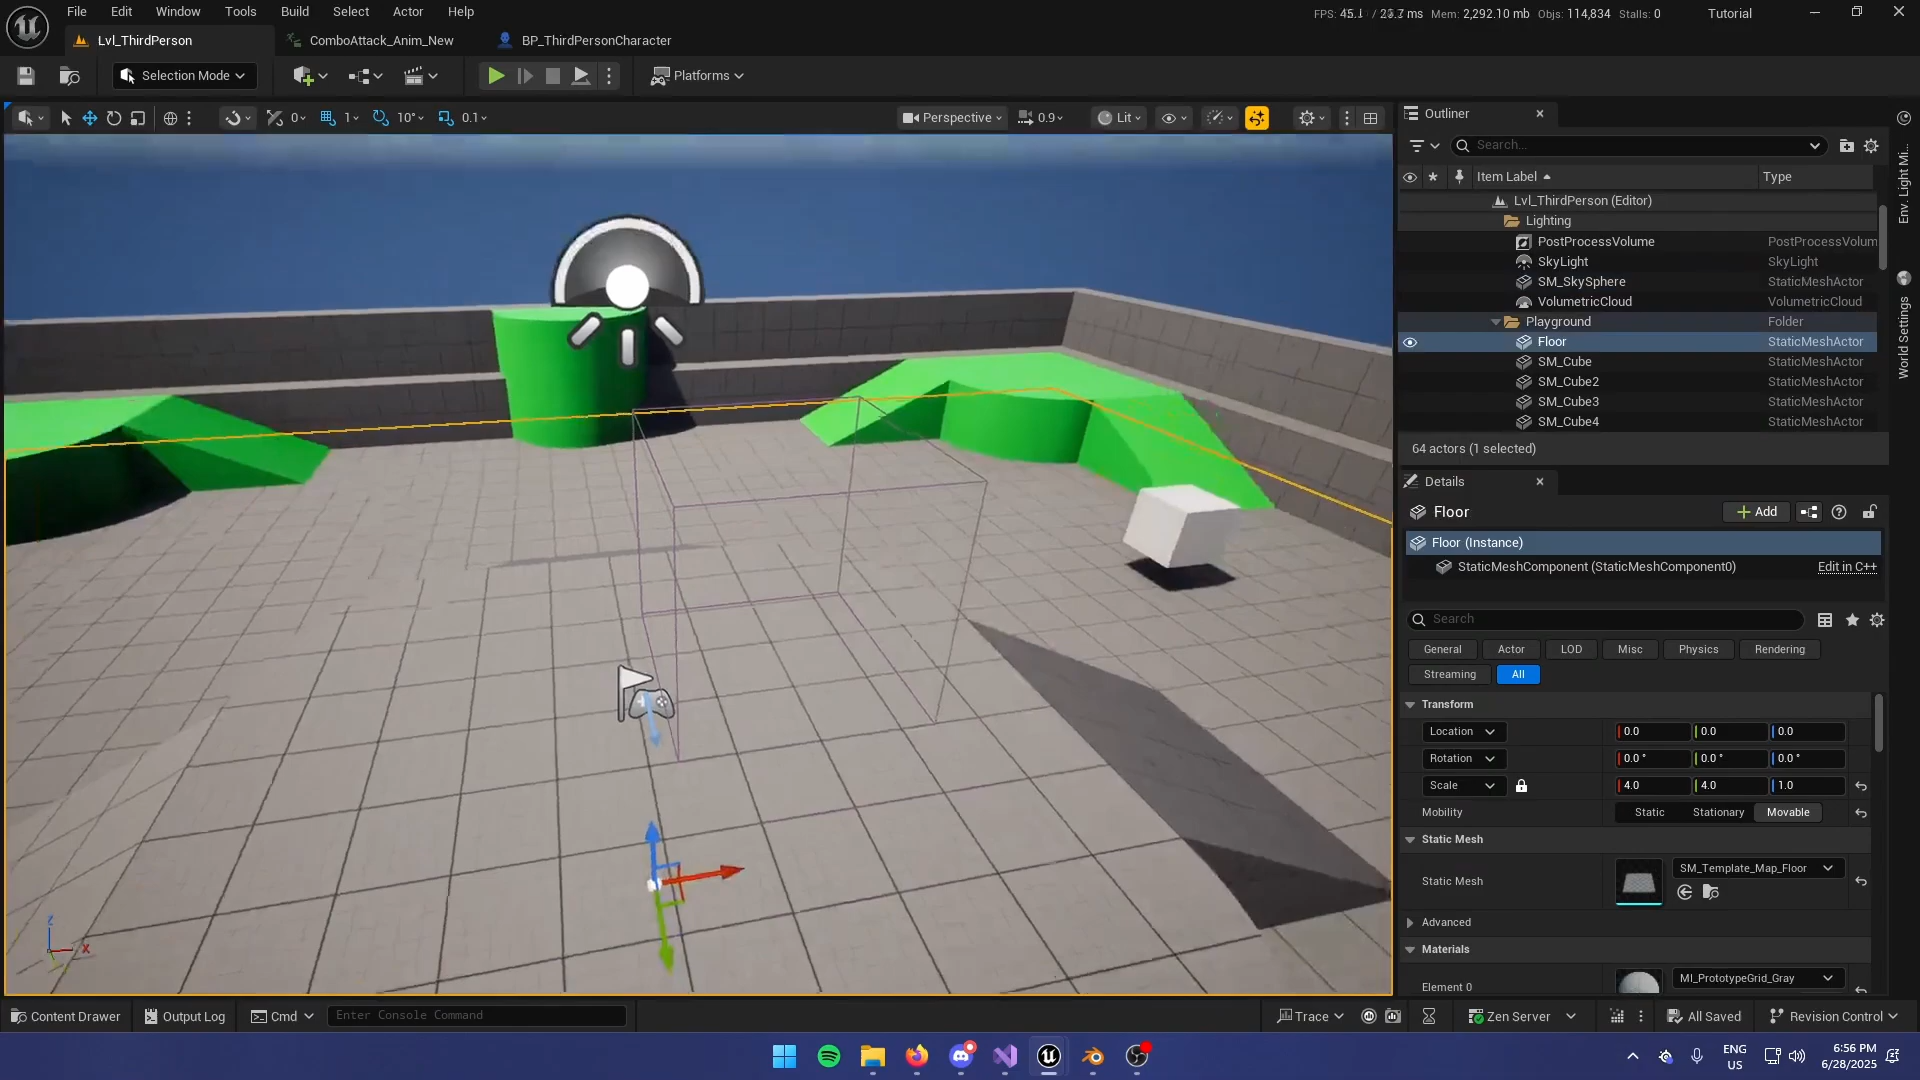 File Edit Window Tools Build Select Actor Help
Mem: 2,292.10 mb Objs: 114,834 Stalls: 0
Tutorial
Lvl_ThirdPerson
ComboAttack_Anim_New
BP_ThirdPersonCharacter
Selection Mode
Platforms
0 1 10° 0.1
Perspective 0.9 Lit
Outliner
Search...
Item Label Type
Lvl_ThirdPerson (Editor)
Lighting
PostProcessVolume PostProcessVolum
SkyLight SkyLight
SM_SkySphere StaticMeshActor
VolumetricCloud VolumetricCloud
Playground Folder
Floor StaticMeshActor
SM_Cube StaticMeshActor
SM_Cube2 StaticMeshActor
SM_Cube3 StaticMeshActor
SM_Cube4 StaticMeshActor
64 actors (1 selected)
Env. Light Mi...
World Settings
Details
Floor
Add
Floor (Instance)
StaticMeshComponent (StaticMeshComponent0) Edit in C++
Search
General Actor LOD Misc Physics Rendering
Streaming All
Transform
Location 0.0 0.0 0.0
Rotation 0.0° 0.0° 0.0°
Scale 4.0 4.0 1.0
Mobility Static Stationary Movable
Static Mesh
Static Mesh SM_Template_Map_Floor
Advanced
Materials
Element 0 MI_PrototypeGrid_Gray
Z
X
Content Drawer Output Log Cmd Enter Console Command
Trace Zen Server All Saved Revision Control
ENG
US
6:56 PM
6/28/2025